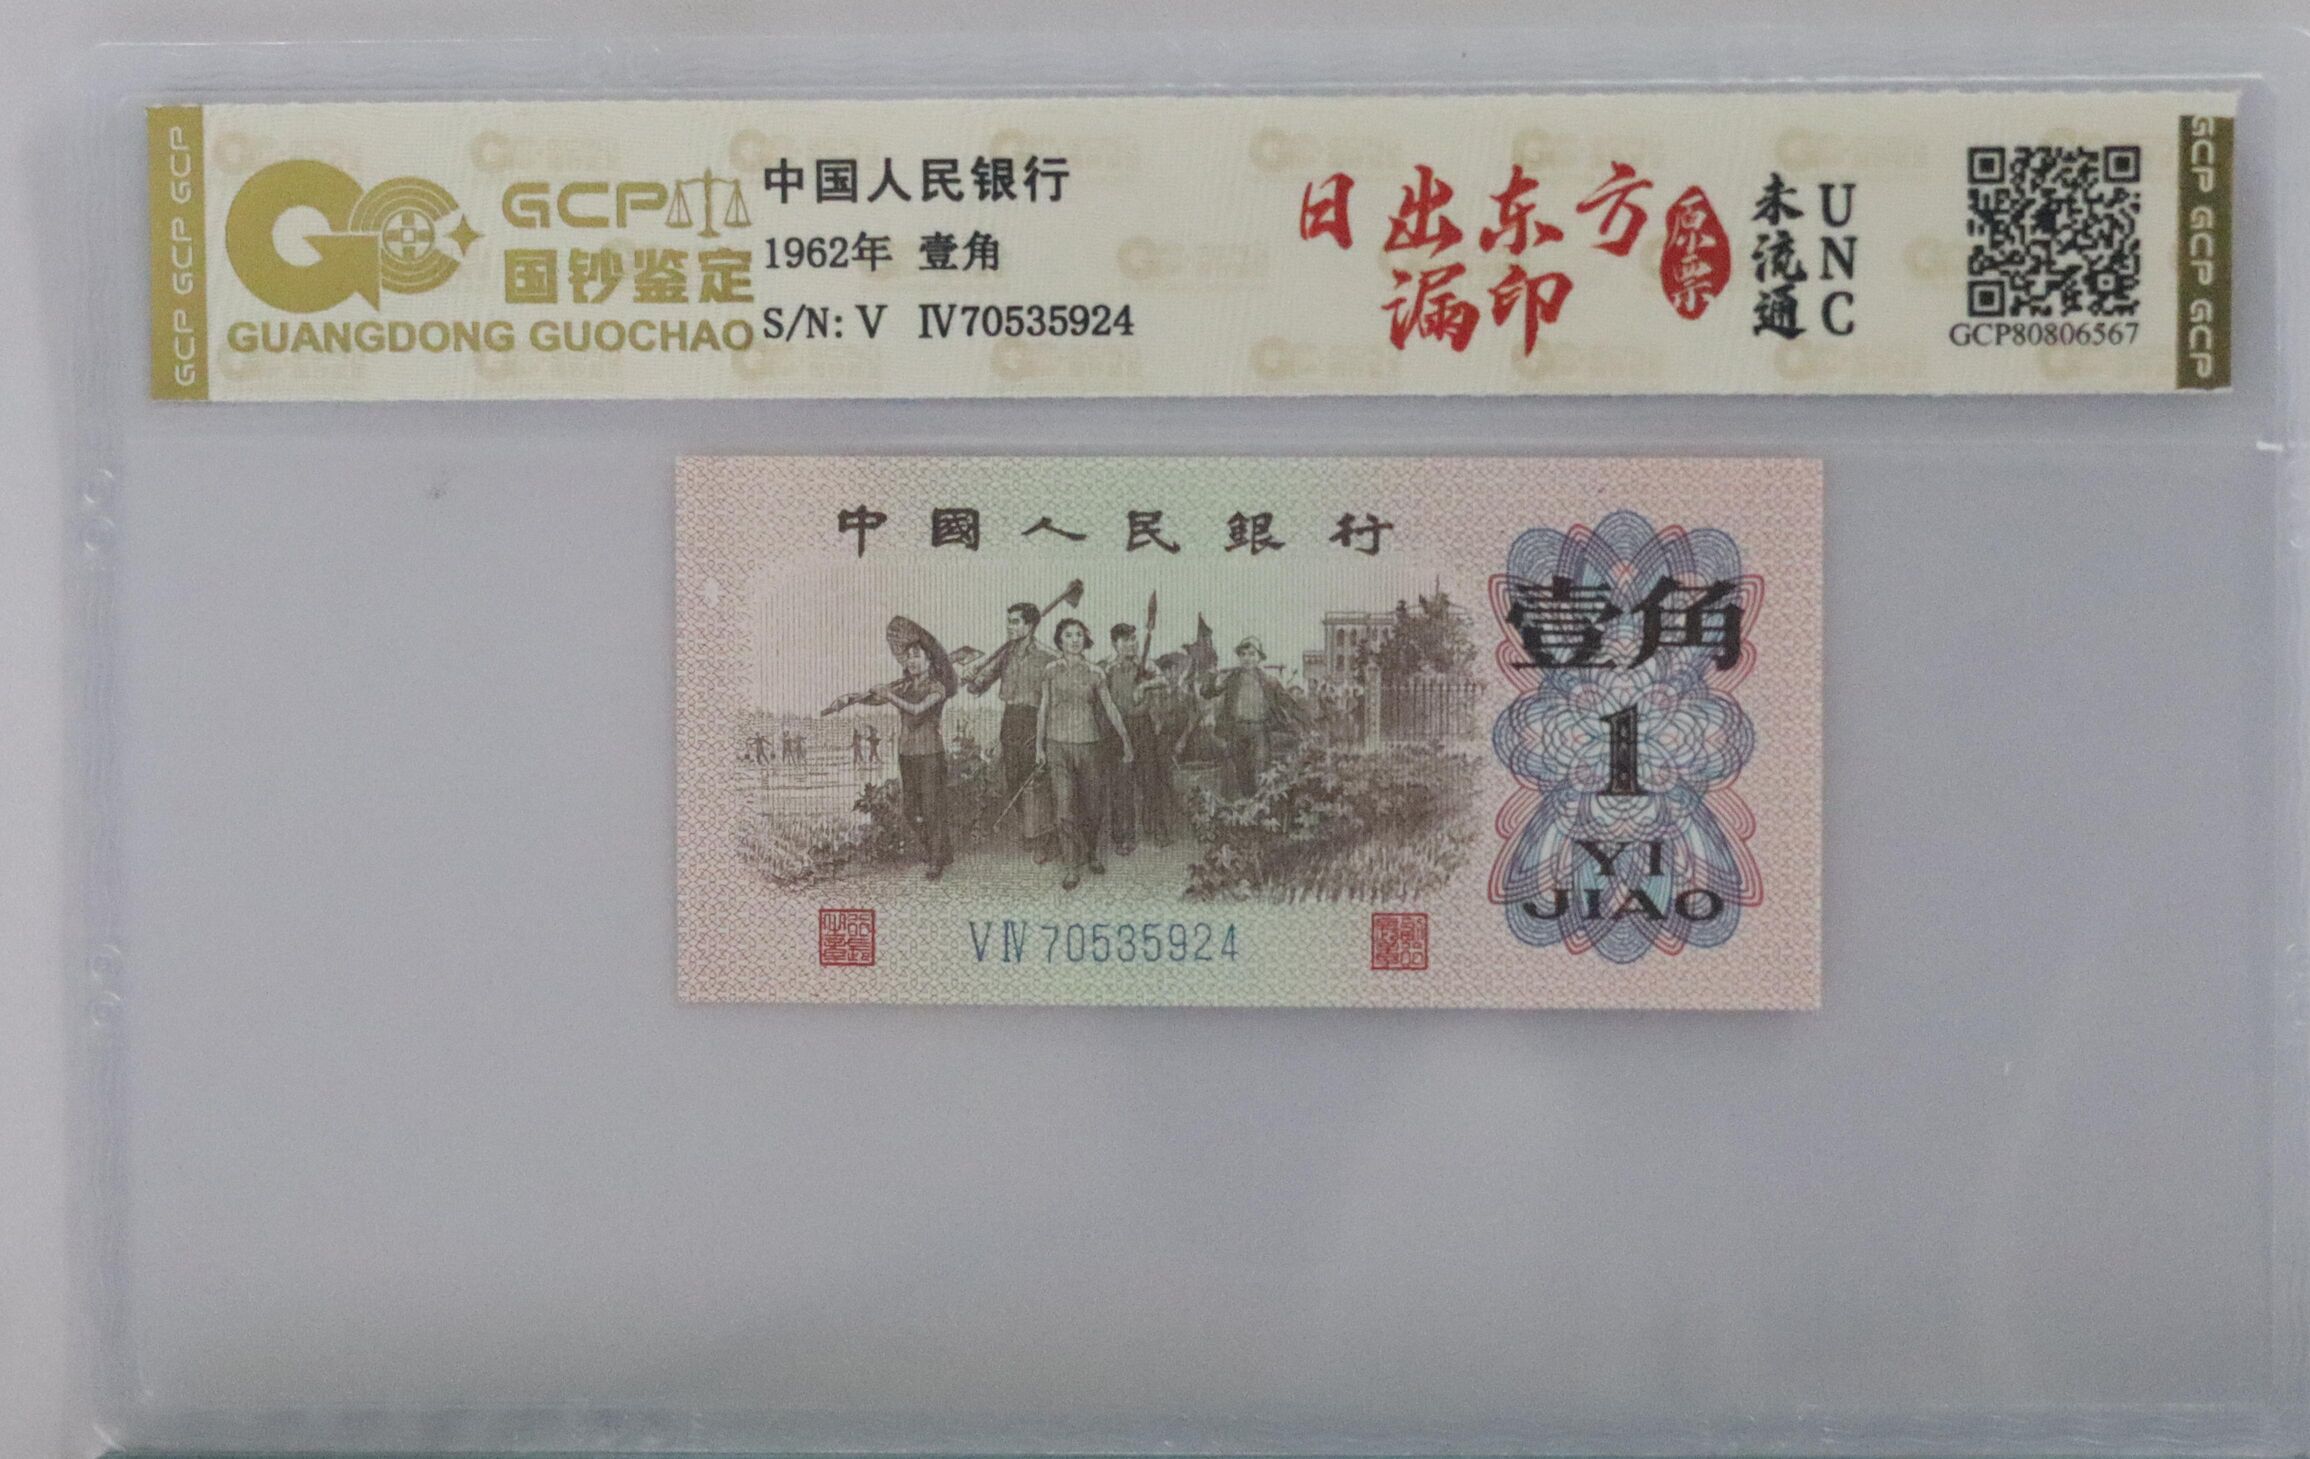 GCP GCP GCP
GCP
国钞鉴定
GUANGDONG GUOCHAO
中国人民银行
1962年 壹角
S/N: V Ⅳ70535924
日出东方
漏印
原票
未流通
UNC
GCP80806567
GCP GCP GCP
中國人民銀行
壹角
1
YI
JIAO
VⅣ70535924